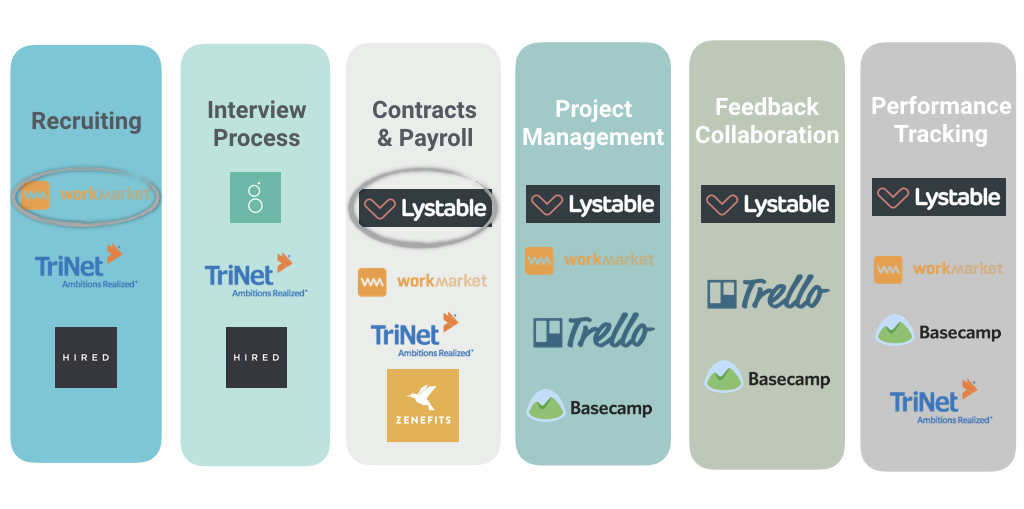 Recruiting
workmarket
TriNet
Ambitions Realized
HIRED
Interview
Process
g
TriNet
Ambitions Realized
HIRED
Contracts
& Payroll
Lystable
workmarket
TriNet
Ambitions Realized
ZENEFITS
Project
Management
Lystable
workmarket
Trello
Basecamp
Feedback
Collaboration
Lystable
Trello
Basecamp
Performance
Tracking
Lystable
workmarket
Basecamp
TriNet
Ambitions Realized